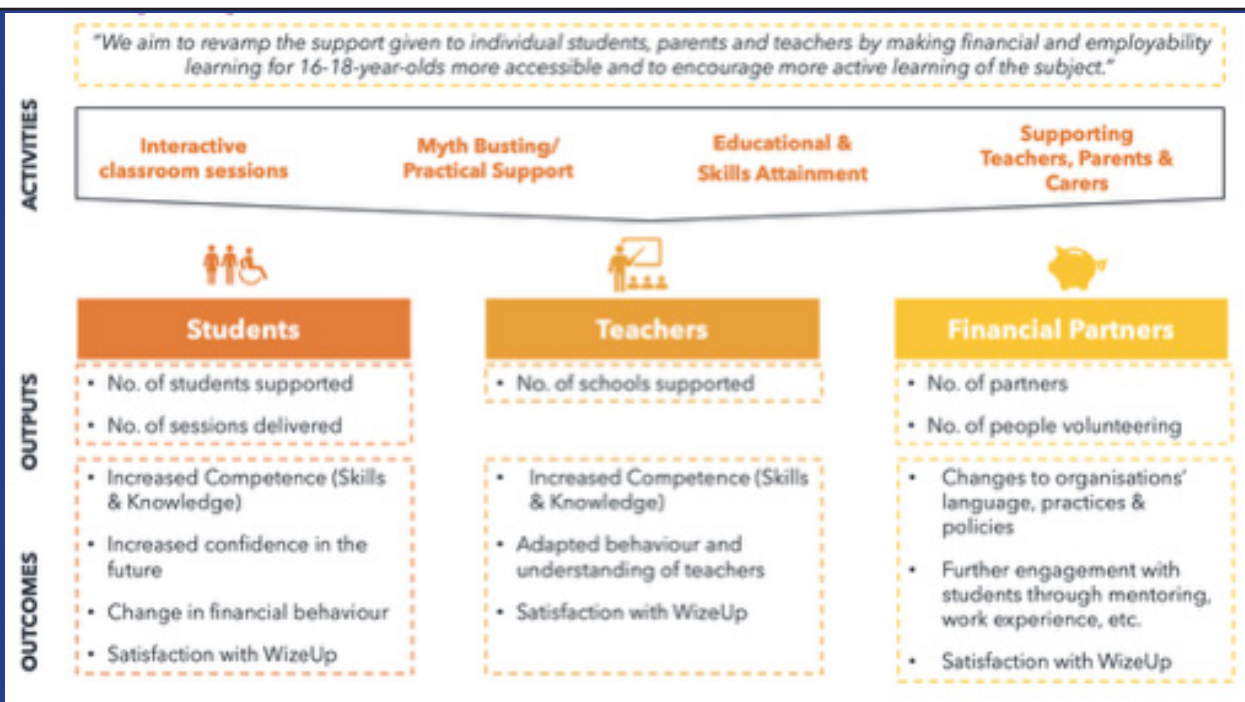 "We aim to revamp the support given to individual students, parents and teachers by making financial and employability
learning for 16-18-year-olds more accessible and to encourage more active learning of the subject."
ACTIVITIES
Interactive
classroom sessions
Myth Busting/
Practical Support
Educational &
Skills Attainment
Supporting
Teachers, Parents &
Carers
Students
Teachers
Financial Partners
OUTPUTS
• No. of students supported
• No. of sessions delivered
• No. of schools supported
• No. of partners
• No. of people volunteering
OUTCOMES
• Increased Competence (Skills
& Knowledge)
• Increased confidence in the
future
• Change in financial behaviour
• Satisfaction with WizeUp
• Increased Competence (Skills
& Knowledge)
• Adapted behaviour and
understanding of teachers
• Satisfaction with WizeUp
• Changes to organisations'
language, practices &
policies
• Further engagement with
students through mentoring,
work experience, etc.
• Satisfaction with WizeUp